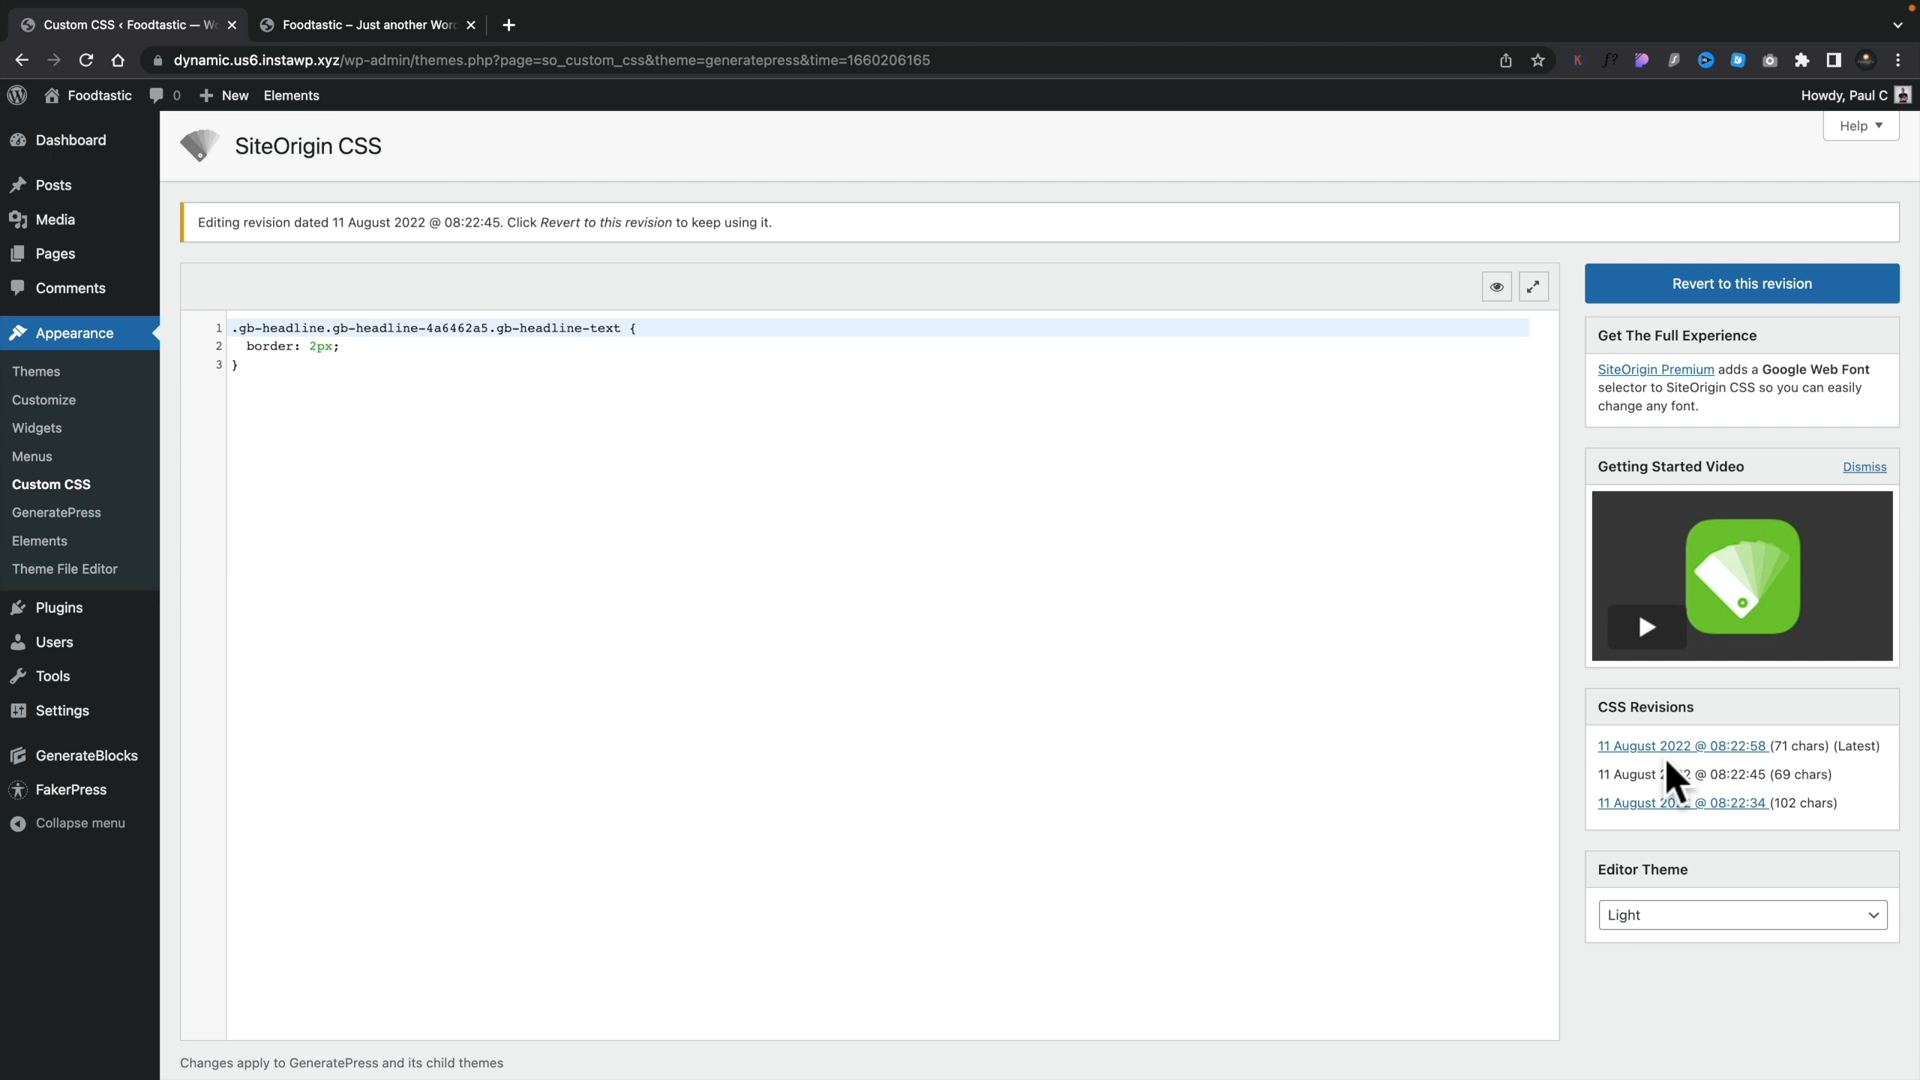 Custom CSS ‹ Foodtastic — Wo
Foodtastic – Just another Word
dynamic.us6.instawp.xyz/wp-admin/themes.php?page=so_custom_css&theme=generatepress&time=1660206165
Foodtastic
0
New
Elements
Howdy, Paul C
Dashboard
Posts
Media
Pages
Comments
Appearance
Themes
Customize
Widgets
Menus
Custom CSS
GeneratePress
Elements
Theme File Editor
Plugins
Users
Tools
Settings
GenerateBlocks
FakerPress
Collapse menu
SiteOrigin CSS
Help
Editing revision dated 11 August 2022 @ 08:22:45. Click Revert to this revision to keep using it.
1 .gb-headline.gb-headline-4a6462a5.gb-headline-text {
2 border: 2px;
3 }
Changes apply to GeneratePress and its child themes
Revert to this revision
Get The Full Experience
SiteOrigin Premium adds a Google Web Font
selector to SiteOrigin CSS so you can easily
change any font.
Getting Started Video
Dismiss
CSS Revisions
11 August 2022 @ 08:22:58 (71 chars) (Latest)
11 August @ 08:22:45 (69 chars)
11 August @ 08:22:34 (102 chars)
Editor Theme
Light